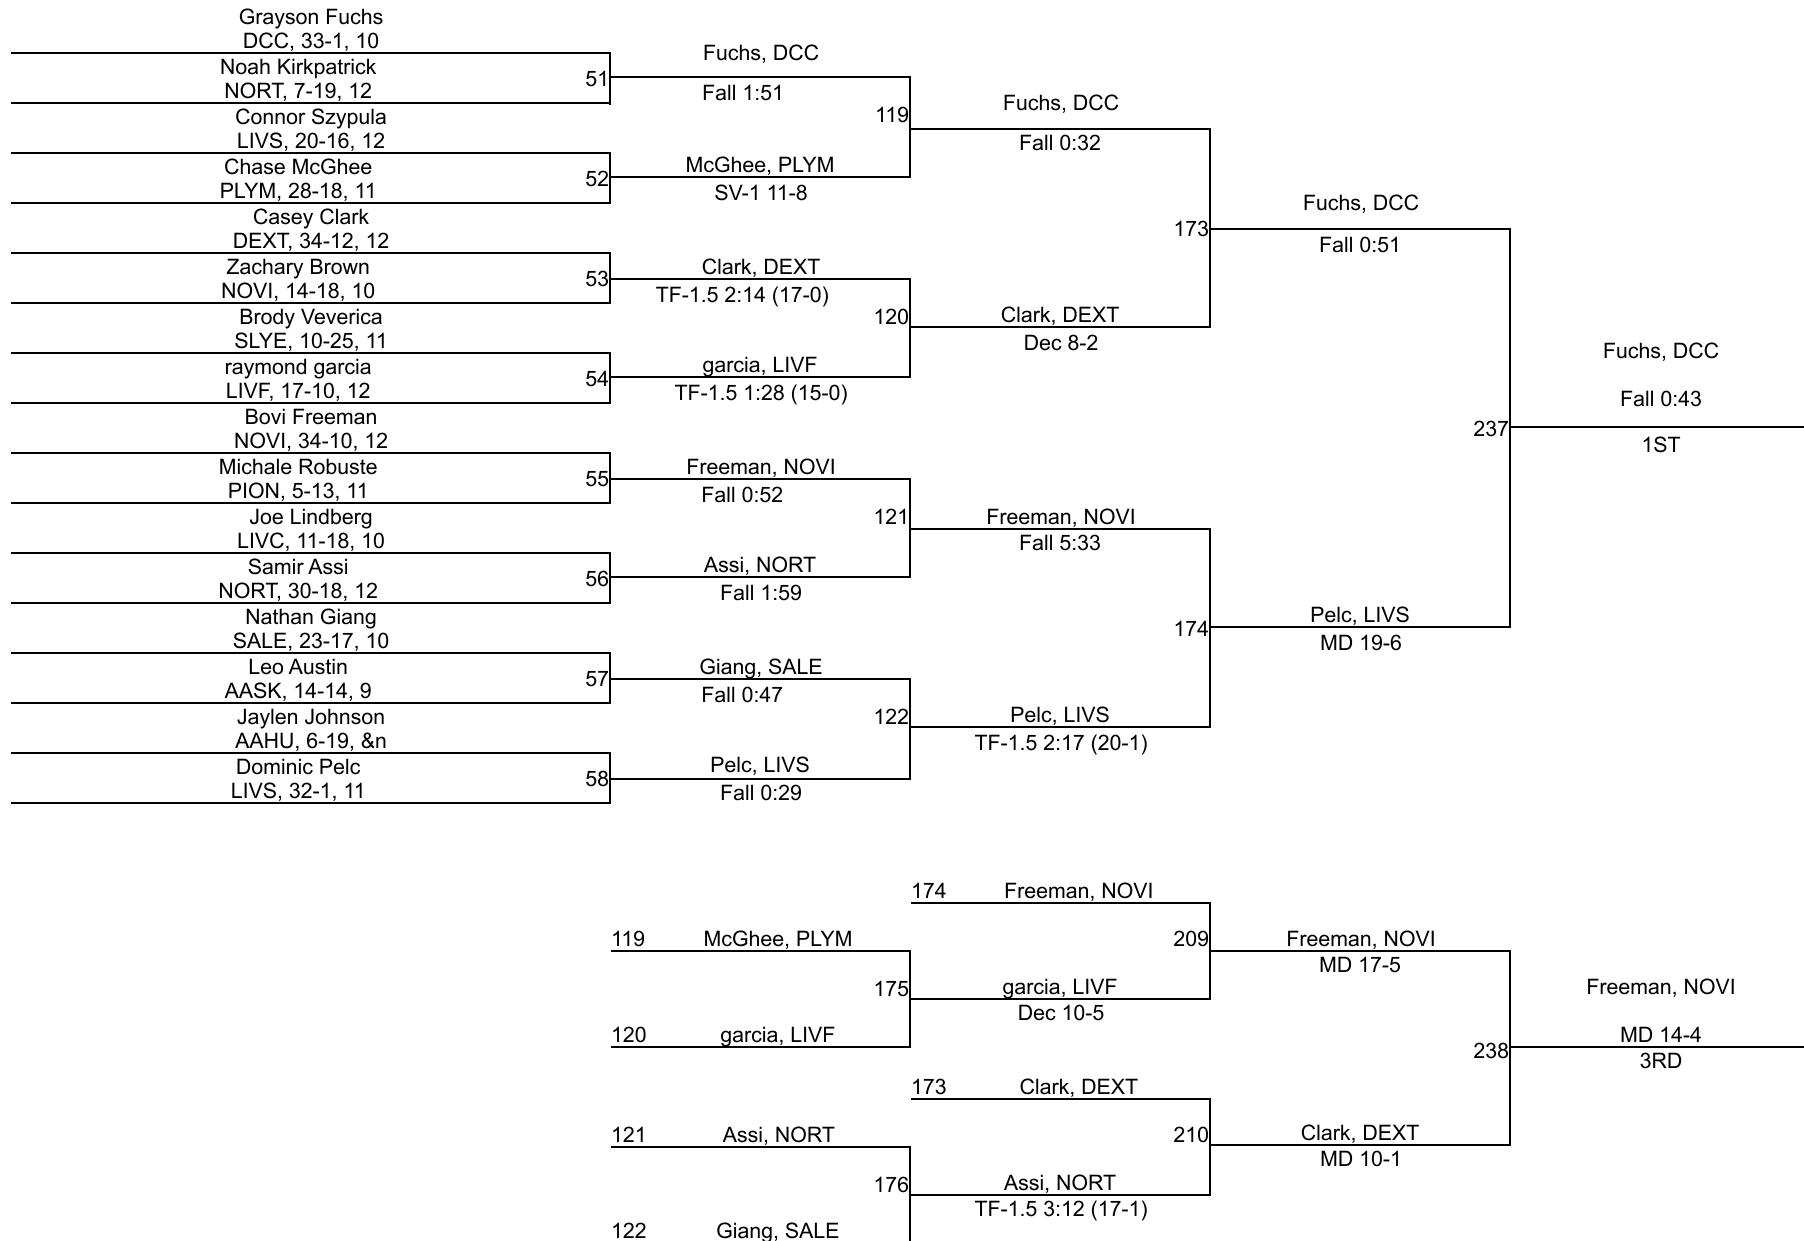 Grayson Fuchs
DCC, 33-1, 10
Noah Kirkpatrick
NORT, 7-19, 12
51
Connor Szypula
LIVS, 20-16, 12
Chase McGhee
PLYM, 28-18, 11
52
Casey Clark
DEXT, 34-12, 12
Zachary Brown
NOVI, 14-18, 10
53
Brody Veverica
SLYE, 10-25, 11
raymond garcia
LIVF, 17-10, 12
54
Bovi Freeman
NOVI, 34-10, 12
Michale Robuste
PION, 5-13, 11
55
Joe Lindberg
LIVC, 11-18, 10
Samir Assi
NORT, 30-18, 12
56
Nathan Giang
SALE, 23-17, 10
Leo Austin
AASK, 14-14, 9
57
Jaylen Johnson
AAHU, 6-19, &n
Dominic Pelc
LIVS, 32-1, 11
58
Fuchs, DCC
Fall 1:51
119
McGhee, PLYM
SV-1 11-8
Clark, DEXT
TF-1.5 2:14 (17-0)
120
garcia, LIVF
TF-1.5 1:28 (15-0)
Freeman, NOVI
Fall 0:52
121
Assi, NORT
Fall 1:59
Giang, SALE
Fall 0:47
122
Pelc, LIVS
Fall 0:29
Fuchs, DCC
Fall 0:32
173
Clark, DEXT
Dec 8-2
Freeman, NOVI
Fall 5:33
174
Pelc, LIVS
TF-1.5 2:17 (20-1)
Fuchs, DCC
Fall 0:51
237
Pelc, LIVS
MD 19-6
Fuchs, DCC
Fall 0:43
1ST
174 Freeman, NOVI
119 McGhee, PLYM
209
175
garcia, LIVF
Dec 10-5
120 garcia, LIVF
Freeman, NOVI
MD 17-5
173 Clark, DEXT
121 Assi, NORT
210
176
Assi, NORT
TF-1.5 3:12 (17-1)
122 Giang, SALE
Clark, DEXT
MD 10-1
238
Freeman, NOVI
MD 14-4
3RD